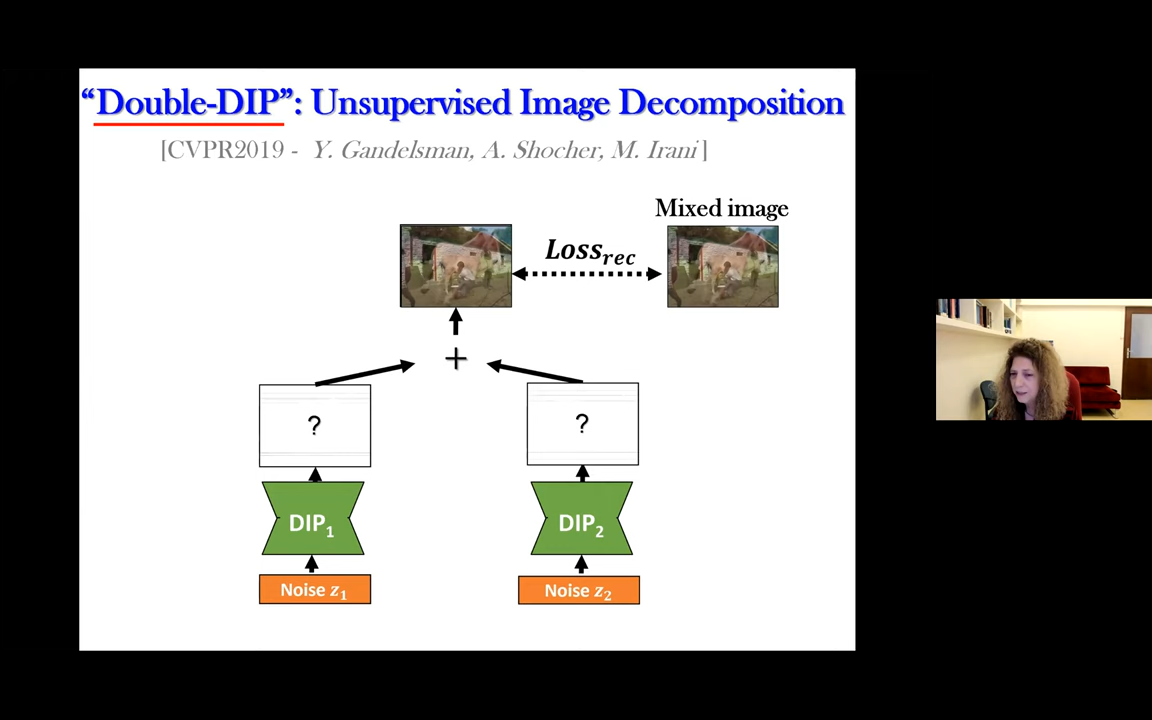 “Double-DIP”: Unsupervised Image Decomposition
[CVPR2019 - Y. Gandelsman, A. Shocher, M. Irani]
Mixed image
Loss_rec
+
? ?
DIP₁ DIP₂
Noise z₁ Noise z₂